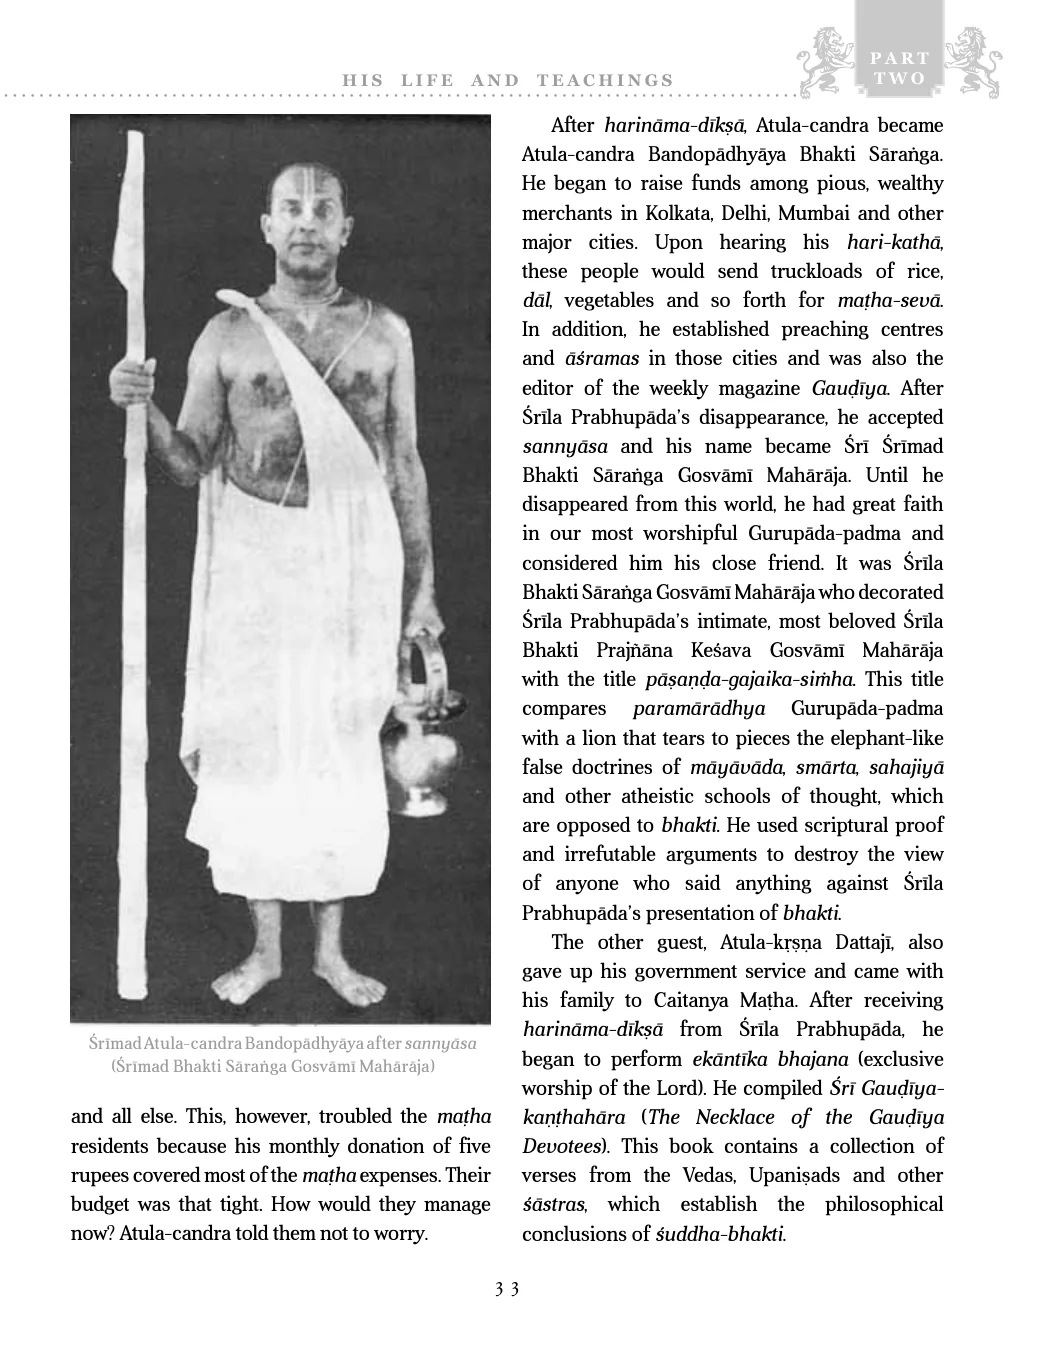 HIS LIFE AND TEACHINGS
PART
TWO
Śrīmad Atula-candra Bandopādhyāya after sannyāsa
(Śrīmad Bhakti Sāraṅga Gosvāmī Mahārāja)
and all else. This, however, troubled the maṭha
residents because his monthly donation of five
rupees covered most of the maṭha expenses. Their
budget was that tight. How would they manage
now? Atula-candra told them not to worry.
After harināma-dīkṣā, Atula-candra became
Atula-candra Bandopādhyāya Bhakti Sāraṅga.
He began to raise funds among pious, wealthy
merchants in Kolkata, Delhi, Mumbai and other
major cities. Upon hearing his hari-kathā,
these people would send truckloads of rice,
dāl, vegetables and so forth for maṭha-sevā.
In addition, he established preaching centres
and āśramas in those cities and was also the
editor of the weekly magazine Gauḍīya. After
Śrīla Prabhupāda’s disappearance, he accepted
sannyāsa and his name became Śrī Śrīmad
Bhakti Sāraṅga Gosvāmī Mahārāja. Until he
disappeared from this world, he had great faith
in our most worshipful Gurupāda-padma and
considered him his close friend. It was Śrīla
Bhakti Sāraṅga Gosvāmī Mahārāja who decorated
Śrīla Prabhupāda’s intimate, most beloved Śrīla
Bhakti Prajñāna Keśava Gosvāmī Mahārāja
with the title pāṣaṇḍa-gajaika-siṁha. This title
compares paramārādhya Gurupāda-padma
with a lion that tears to pieces the elephant-like
false doctrines of māyāvāda, smārta, sahajiyā
and other atheistic schools of thought, which
are opposed to bhakti. He used scriptural proof
and irrefutable arguments to destroy the view
of anyone who said anything against Śrīla
Prabhupāda’s presentation of bhakti.
The other guest, Atula-kṛṣṇa Dattajī, also
gave up his government service and came with
his family to Caitanya Maṭha. After receiving
harināma-dīkṣā from Śrīla Prabhupāda, he
began to perform ekāntīka bhajana (exclusive
worship of the Lord). He compiled Śrī Gauḍīya-
kaṇṭhahāra (The Necklace of the Gauḍīya
Devotees). This book contains a collection of
verses from the Vedas, Upaniṣads and other
śāstras, which establish the philosophical
conclusions of śuddha-bhakti.
33